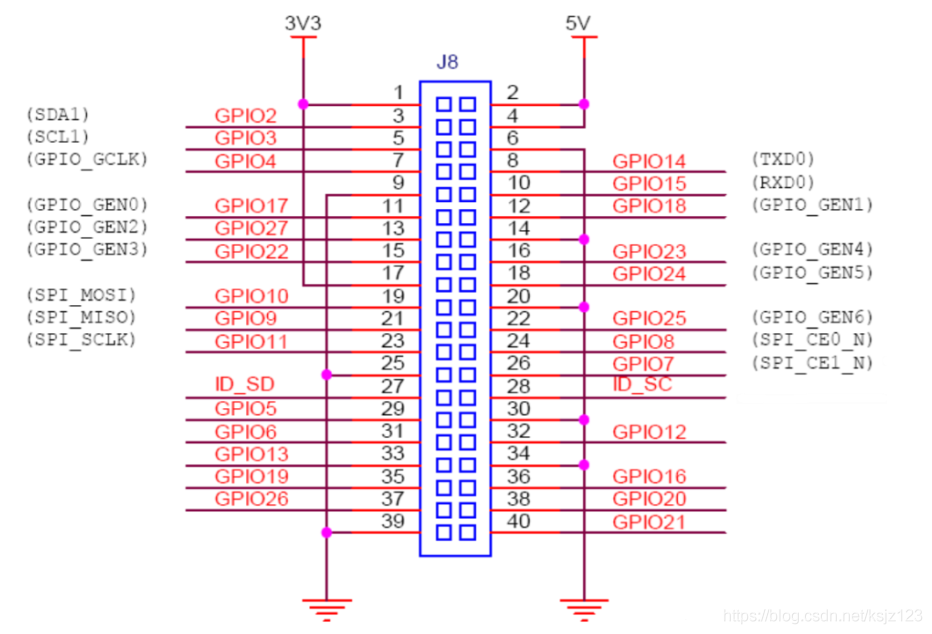 3V3 5V
J8
1 2
(SDA1) GPIO2 3 4
(SCL1) GPIO3 5 6
(GPIO_GCLK) GPIO4 7 8 GPIO14 (TXD0)
9 10 GPIO15 (RXD0)
(GPIO_GEN0) GPIO17 11 12 GPIO18 (GPIO_GEN1)
(GPIO_GEN2) GPIO27 13 14
(GPIO_GEN3) GPIO22 15 16 GPIO23 (GPIO_GEN4)
17 18 GPIO24 (GPIO_GEN5)
(SPI_MOSI) GPIO10 19 20
(SPI_MISO) GPIO9 21 22 GPIO25 (GPIO_GEN6)
(SPI_SCLK) GPIO11 23 24 GPIO8 (SPI_CE0_N)
25 26 GPIO7 (SPI_CE1_N)
ID_SD 27 28 ID_SC
GPIO5 29 30
GPIO6 31 32 GPIO12
GPIO13 33 34
GPIO19 35 36 GPIO16
GPIO26 37 38 GPIO20
39 40 GPIO21
https://blog.csdn.net/ksjz123